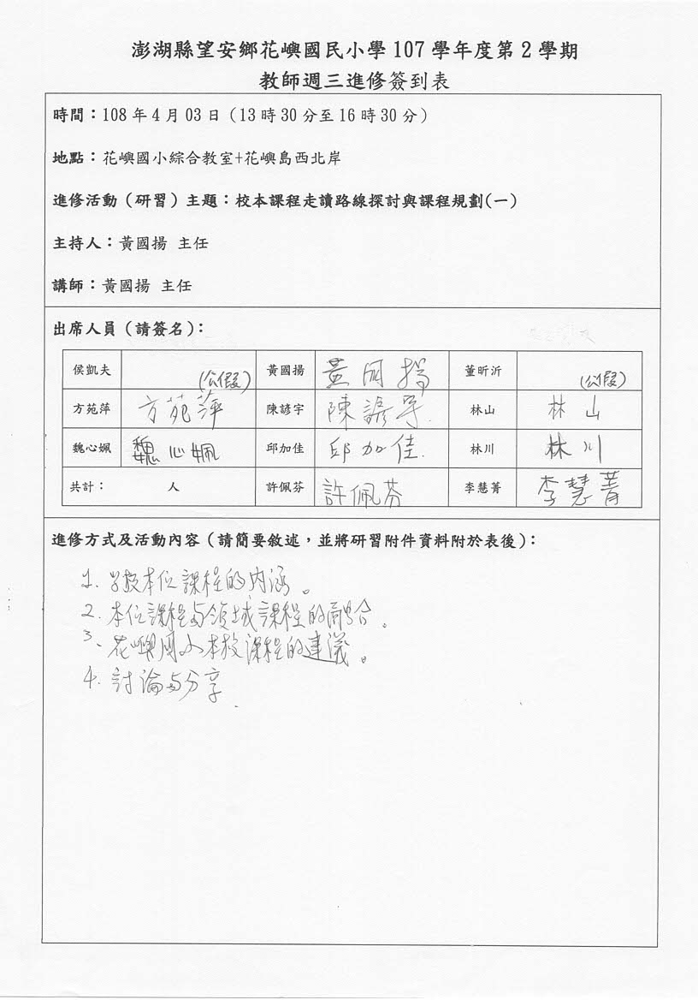 澎湖縣望安鄉花嶼國民小學 107 學年度第 2 學期
教師週三進修簽到表
時間：108 年 4 月 03 日（13 時 30 分至 16 時 30 分）
地點：花嶼國小綜合教室+花嶼島西北岸
進修活動（研習）主題：校本課程走讀路線探討與課程規劃(一)
主持人：黃國揚 主任
講師：黃國揚 主任
出席人員（請簽名）：
侯凱夫 (公假) 黃國揚 黃国揚 董昕沂 (公假)
方苑萍 方苑萍 陳諺宇 陳諺宇 林山 林山
魏心姵 魏心姵 邱加佳 邱加佳 林川 林川
共計： 人 許佩芬 許佩芬 李慧菁 李慧菁
進修方式及活動內容（請簡要敘述，並將研習附件資料附於表後）：
1. 学校本位課程的內涵。
2. 本位課程与領域課程的融合。
3、花嶼国小本校課程的建議。
4. 討論与分享